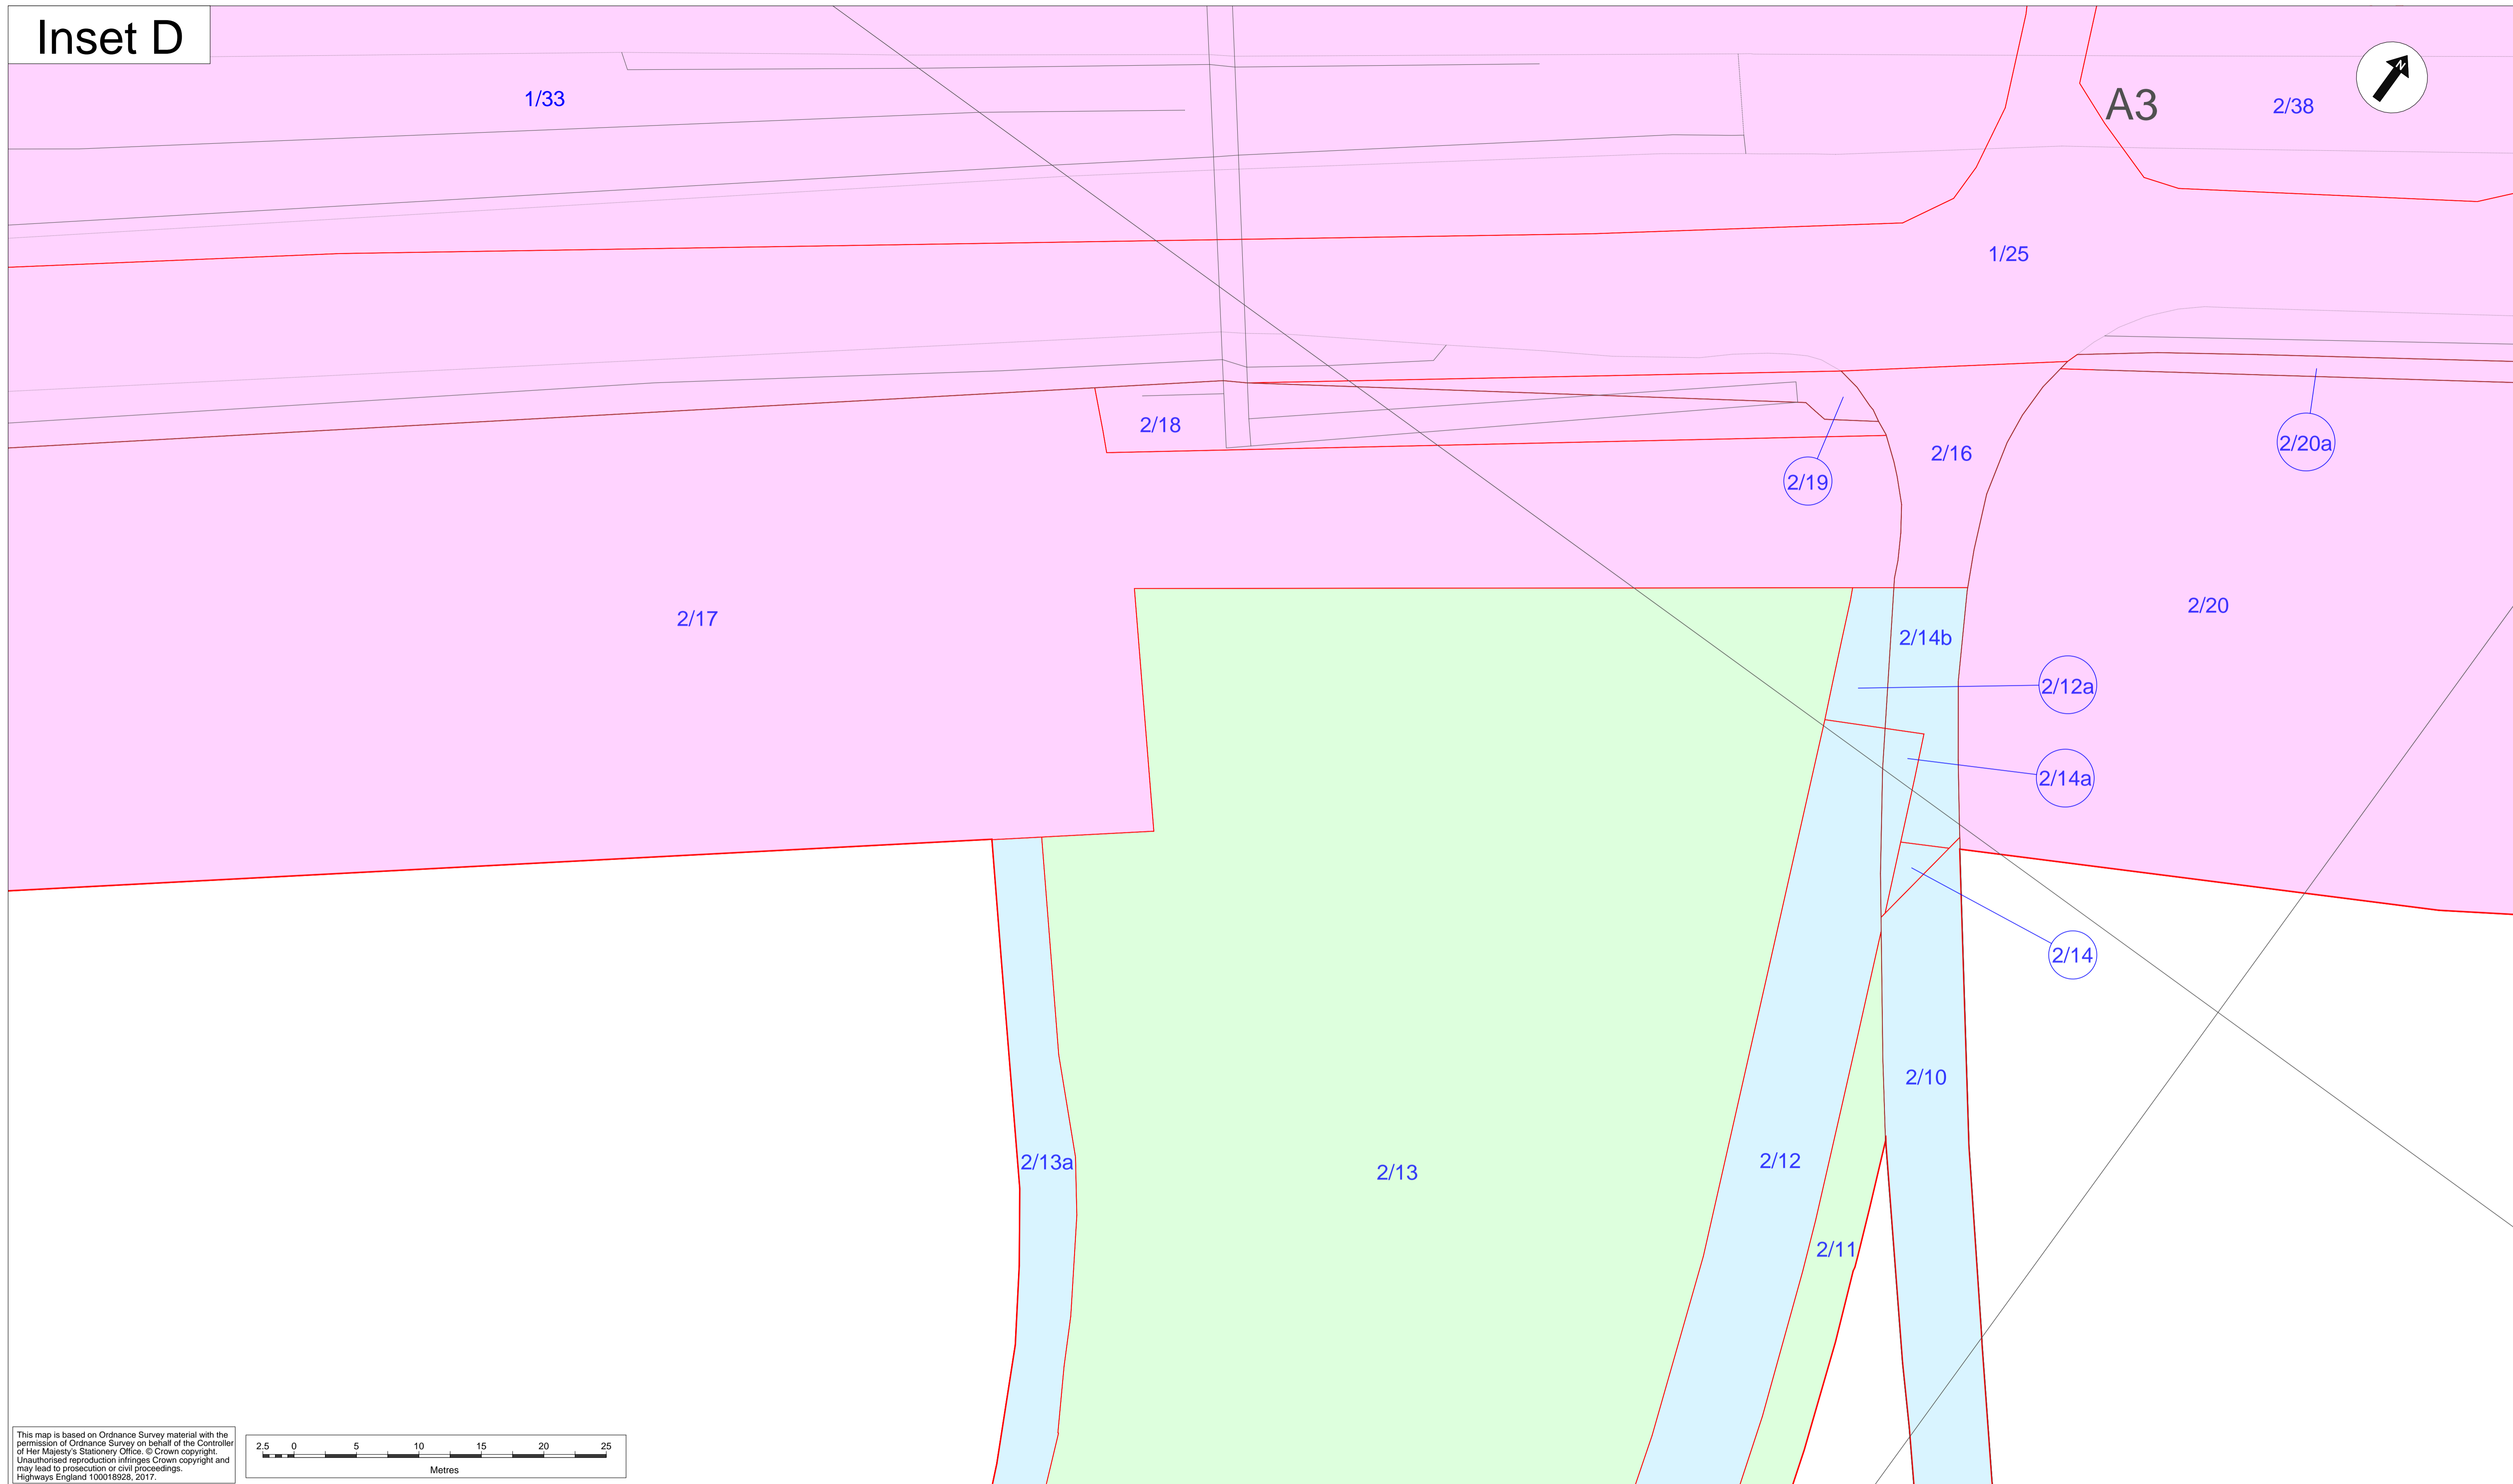 Inset D
N
1/33
A3
2/38
1/25
2/18
2/16
2/19
2/20a
2/17
2/20
2/14b
2/12a
2/14a
2/14
2/10
2/13a
2/13
2/12
2/11
This map is based on Ordnance Survey material with the
permission of Ordnance Survey on behalf of the Controller
of Her Majesty's Stationery Office. © Crown copyright.
Unauthorised reproduction infringes Crown copyright and
may lead to prosecution or civil proceedings.
Highways England 100018928, 2017.
2.5 0 5 10 15 20 25
Metres